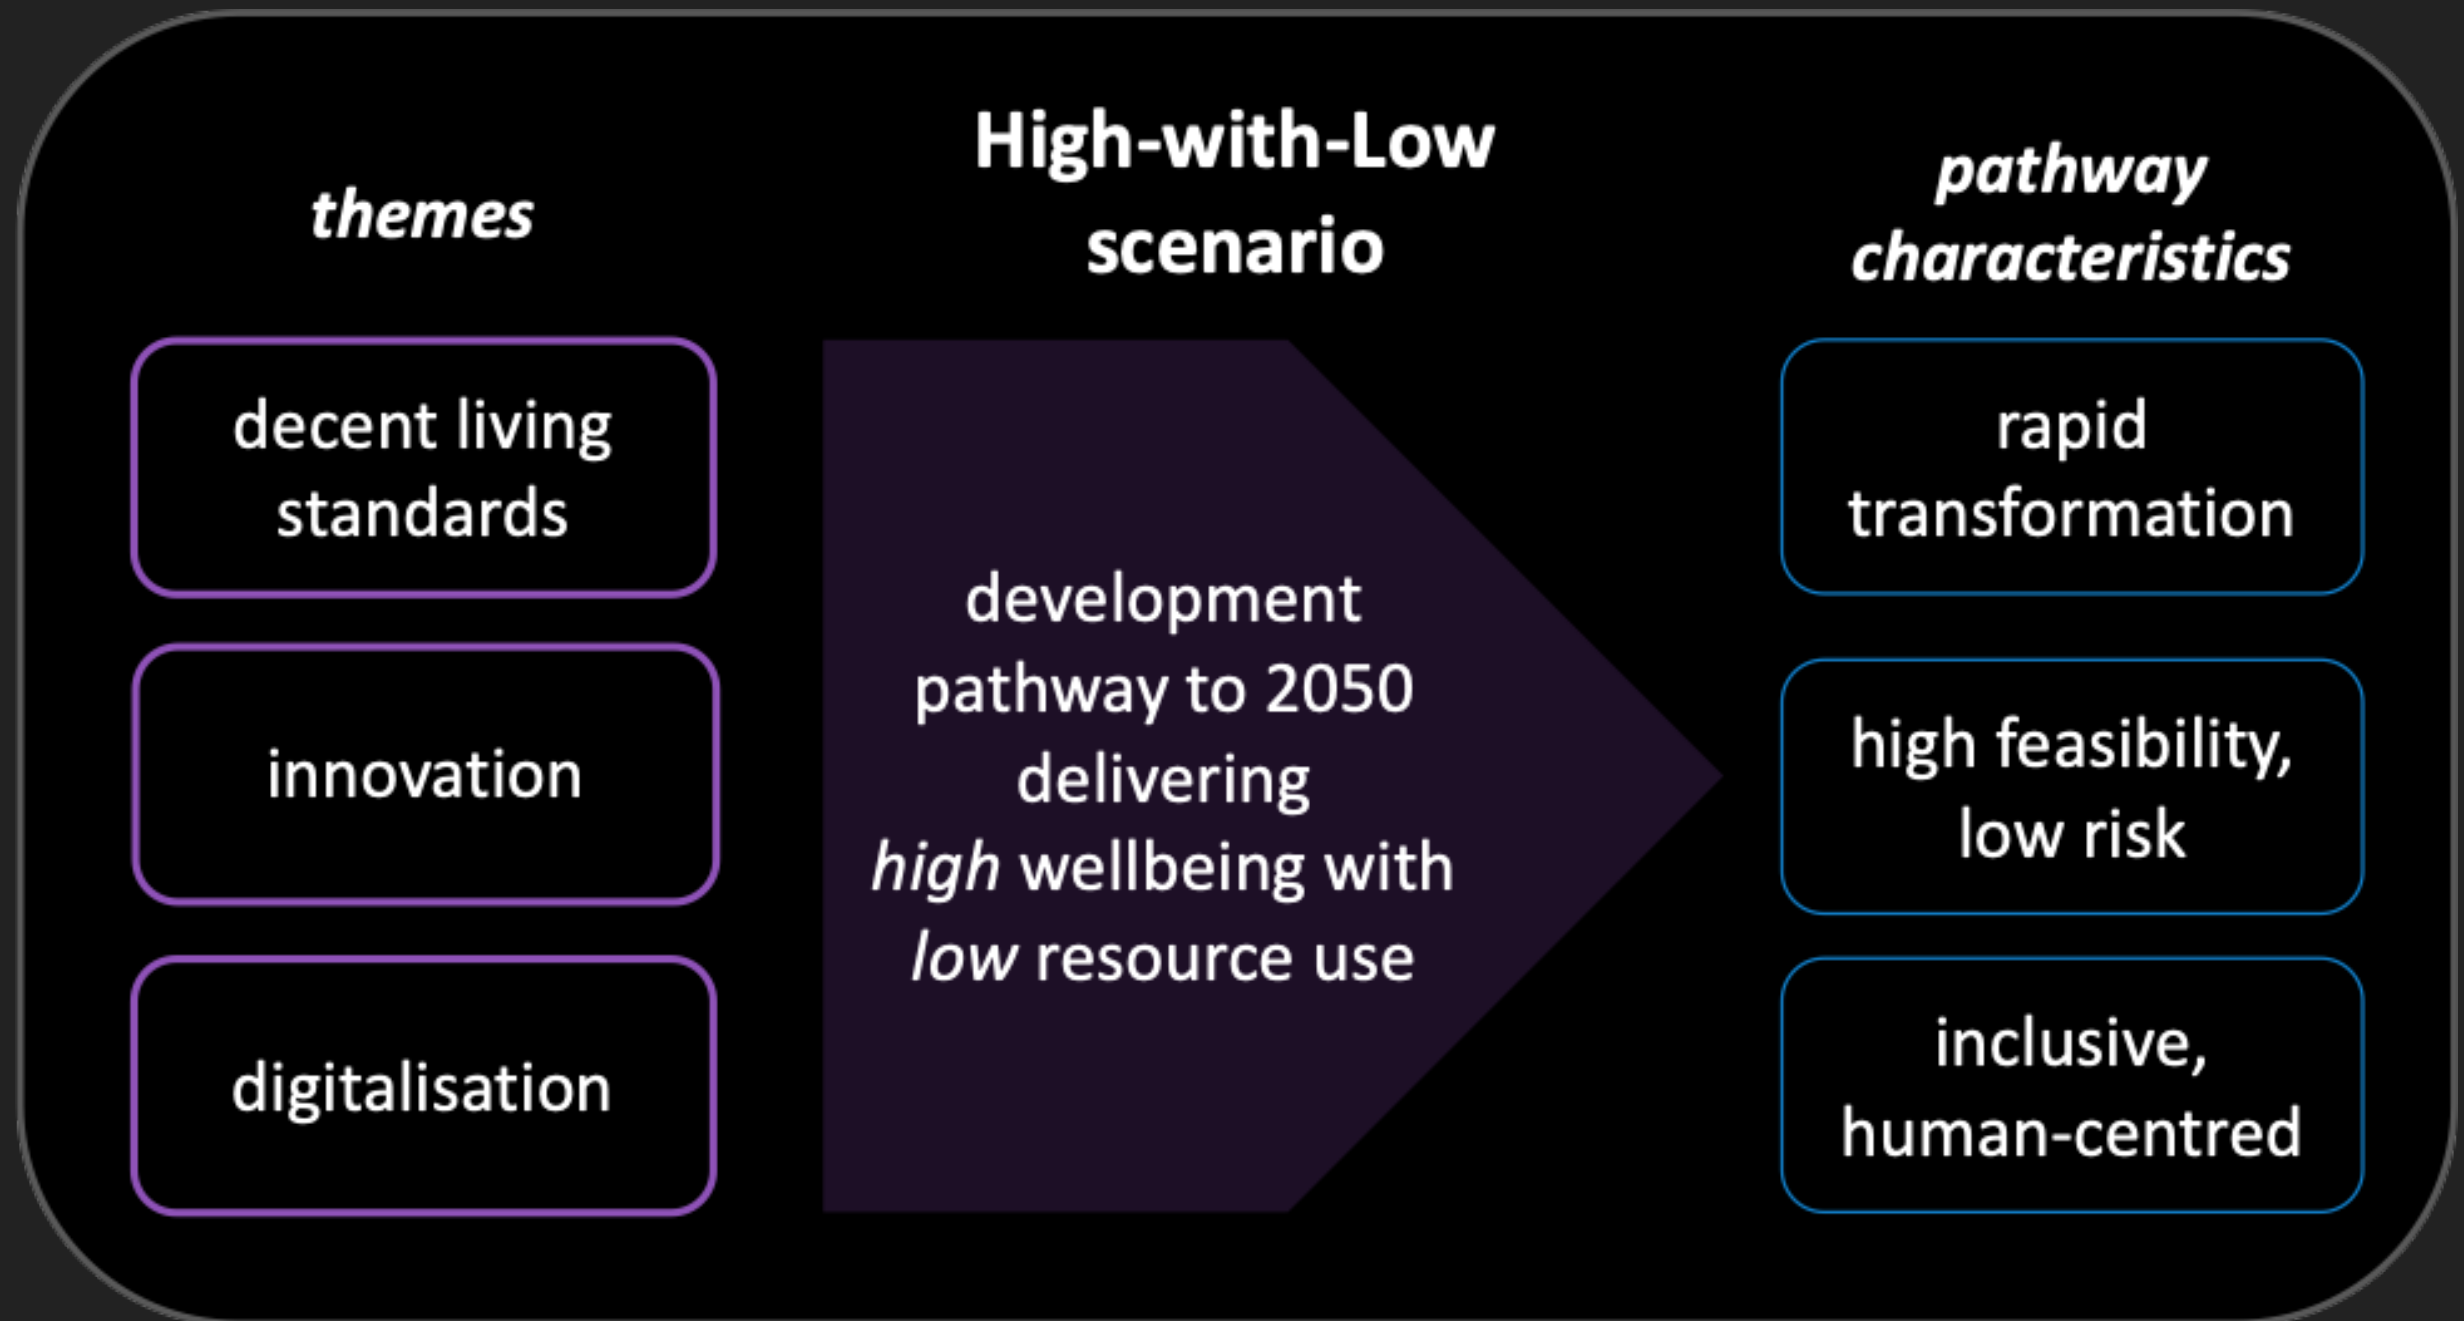 themes
decent living
standards
innovation
digitalisation
High-with-Low
scenario
development
pathway to 2050
delivering
high wellbeing with
low resource use
pathway
characteristics
rapid
transformation
high feasibility,
low risk
inclusive,
human-centred